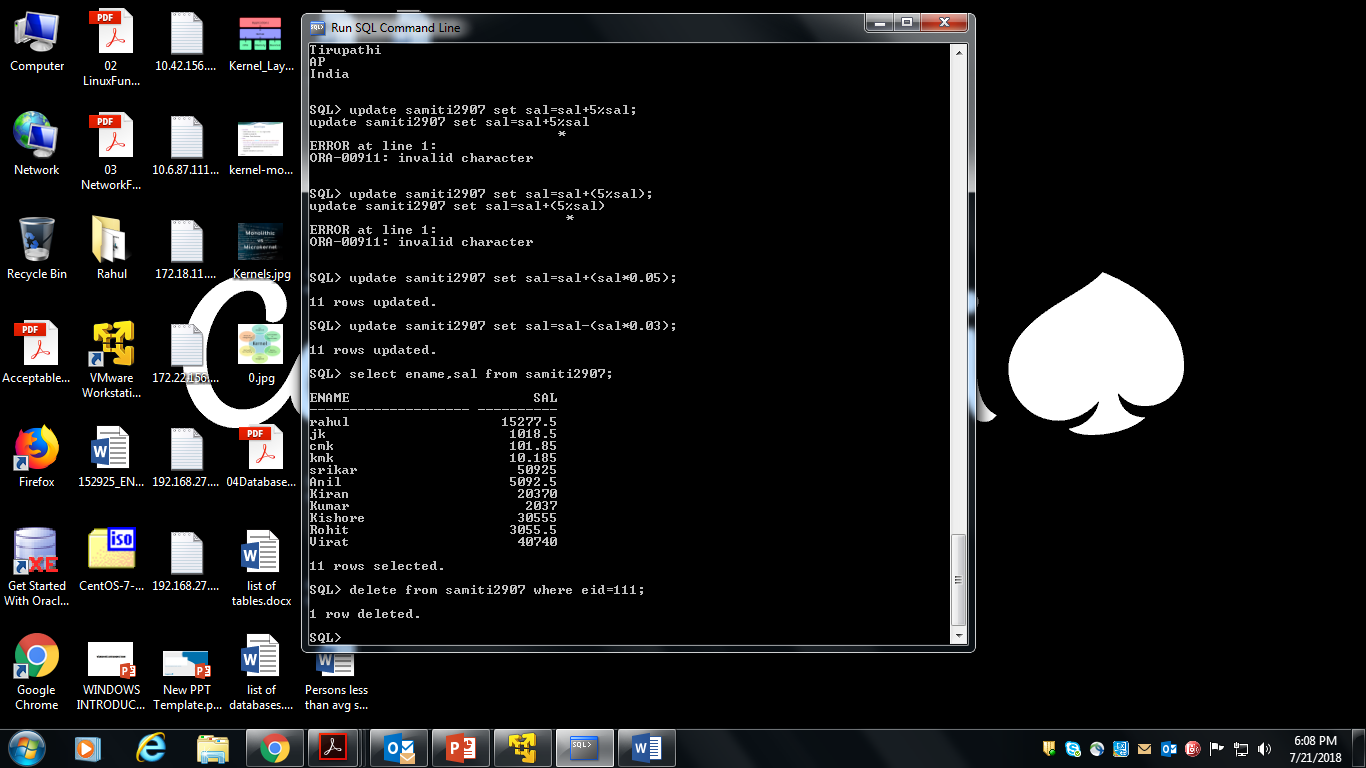 Computer
02
LinuxFun...
10.42.156....
Kernel_Lay...
Network
03
NetworkF...
10.6.87.111...
kernel-mo...
Recycle Bin
Rahul
172.18.11....
Kernels.jpg
Monolithic
vs
Microkernel
PDF
PDF
PDF
Acceptable...
VMware
Workstati...
172.22.156....
0.jpg
Kernel
Firefox
152925_EN...
192.168.27....
PDF
04Database...
XE
Get Started
With Oracl...
iso
CentOS-7-...
192.168.27....
list of
tables.docx
Google
Chrome
WINDOWS
INTRODUC...
New PPT
Template.p...
list of
databases....
Persons less
than avg s...
Run SQL Command Line
Tirupathi
AP
India
SQL> update samiti2907 set sal=sal+5%sal;
update samiti2907 set sal=sal+5%sal
*
ERROR at line 1:
ORA-00911: invalid character
SQL> update samiti2907 set sal=sal+(5%sal);
update samiti2907 set sal=sal+(5%sal)
*
ERROR at line 1:
ORA-00911: invalid character
SQL> update samiti2907 set sal=sal+(sal*0.05);
11 rows updated.
SQL> update samiti2907 set sal=sal-(sal*0.03);
11 rows updated.
SQL> select ename,sal from samiti2907;
ENAME SAL
-------------------- ----------
rahul 15277.5
jk 1018.5
cmk 101.85
kmk 10.185
srikar 50925
Anil 5092.5
Kiran 20370
Kumar 2037
Kishore 30555
Rohit 3055.5
Virat 40740
11 rows selected.
SQL> delete from samiti2907 where eid=111;
1 row deleted.
SQL>
6:08 PM
7/21/2018